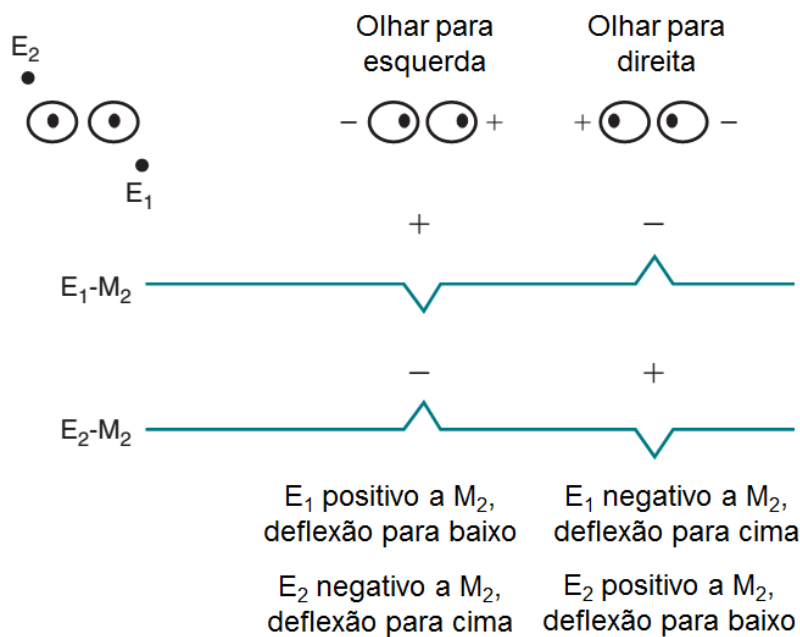 Olhar para
esquerda
Olhar para
direita
E₂
E₁
− +
+ −
+ −
E₁-M₂
− +
E₂-M₂
E₁ positivo a M₂,
deflexão para baixo
E₁ negativo a M₂,
deflexão para cima
E₂ negativo a M₂,
deflexão para cima
E₂ positivo a M₂,
deflexão para baixo